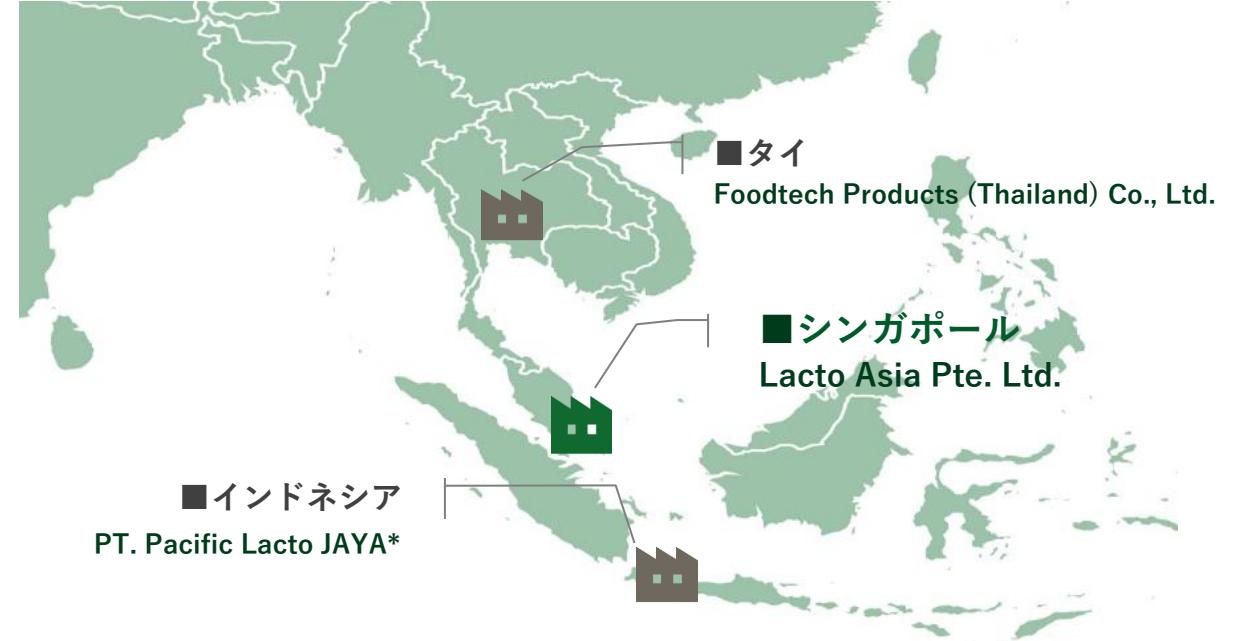 ■タイ
Foodtech Products (Thailand) Co., Ltd.
■シンガポール
Lacto Asia Pte. Ltd.
■インドネシア
PT. Pacific Lacto JAYA*